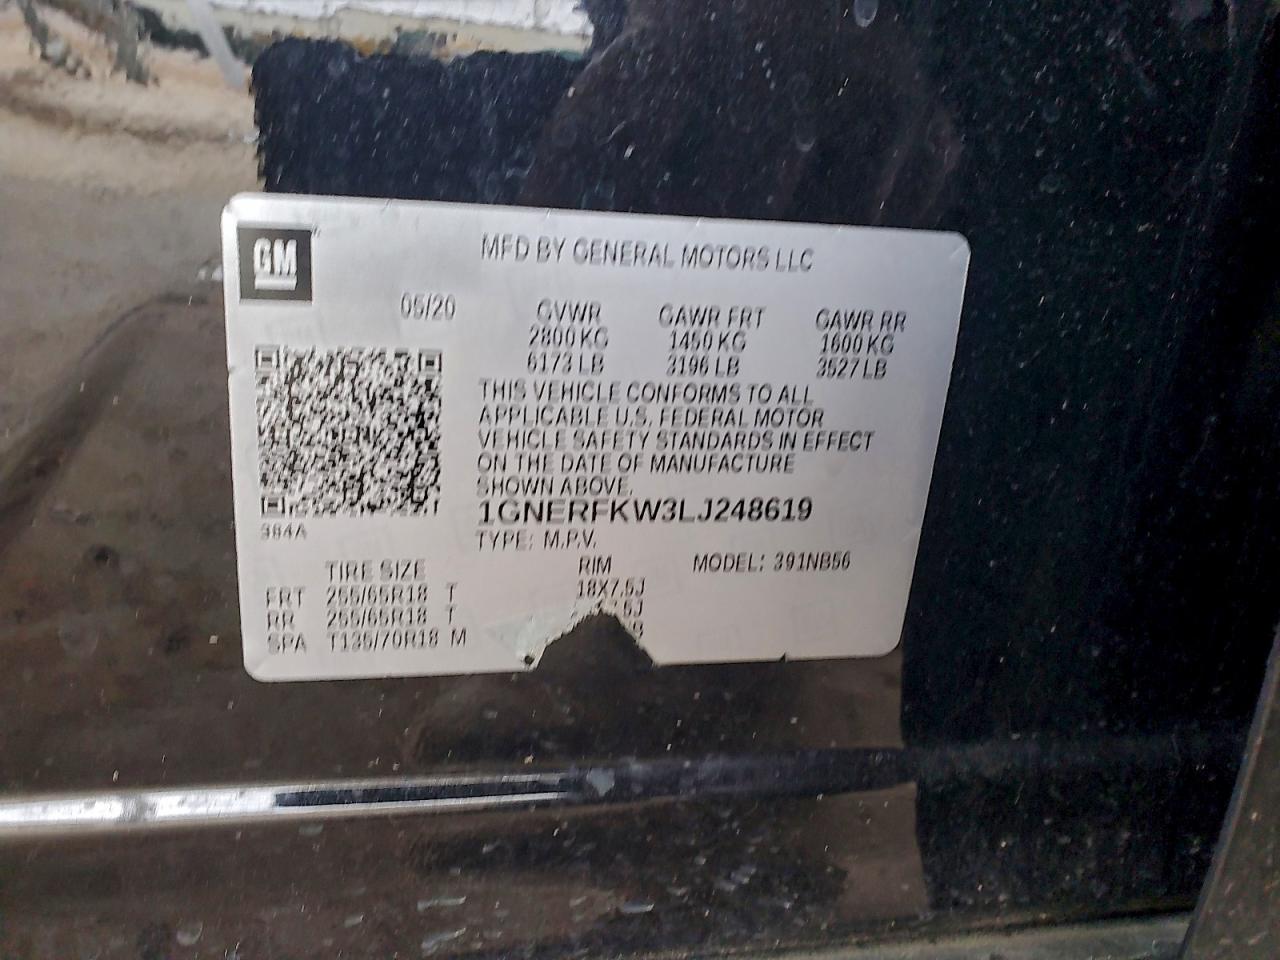 GM
MFD BY GENERAL MOTORS LLC
05/20 GVWR GAWR FRT GAWR RR
2800 KG 1450 KG 1600 KG
6173 LB 3196 LB 3527 LB
THIS VEHICLE CONFORMS TO ALL
APPLICABLE U.S. FEDERAL MOTOR
VEHICLE SAFETY STANDARDS IN EFFECT
ON THE DATE OF MANUFACTURE
SHOWN ABOVE.
1GNERFKW3LJ248619
384A
TYPE: M.P.V.
TIRE SIZE RIM MODEL: 391NB56
FRT 255/65R18 T 18X7.5J
RR 255/65R18 T
SPA T135/70R18 M